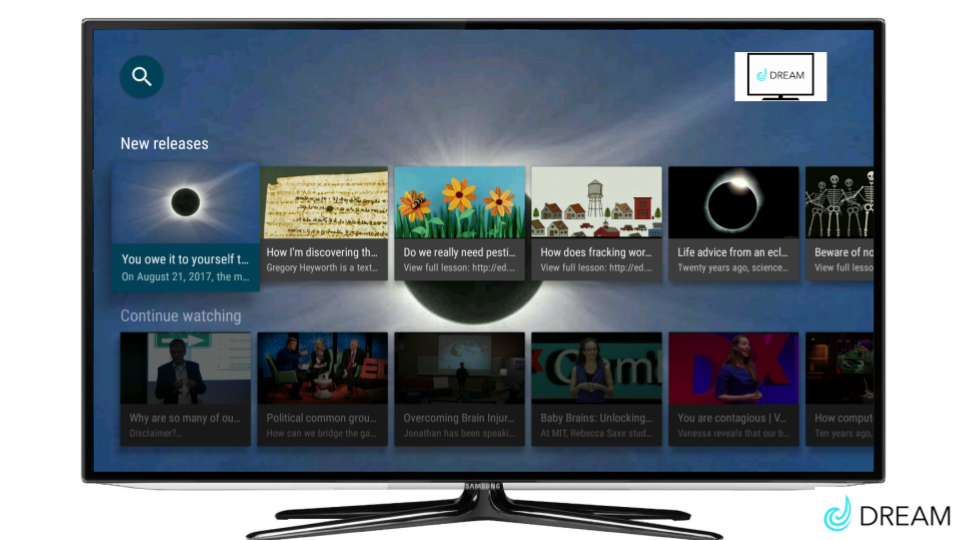 DREAM
New releases
You owe it to yourself t...
On August 21, 2017, the m...
How I'm discovering th...
Gregory Heyworth is a text...
Do we really need pesti...
View full lesson: http://ed....
How does fracking wor...
View full lesson: http://ed....
Life advice from an ecl...
Twenty years ago, science...
Beware of no
View full lesso
Continue watching
Why are so many of ou...
Disclaimer?...
Political common grou...
How can we bridge the ga...
Overcoming Brain Injur...
Jonathan has been speaki...
Baby Brains: Unlocking...
At MIT, Rebecca Saxe stud...
You are contagious | V...
Vanessa reveals that our b...
How comput
Ten years ago,
SAMSUNG
DREAM